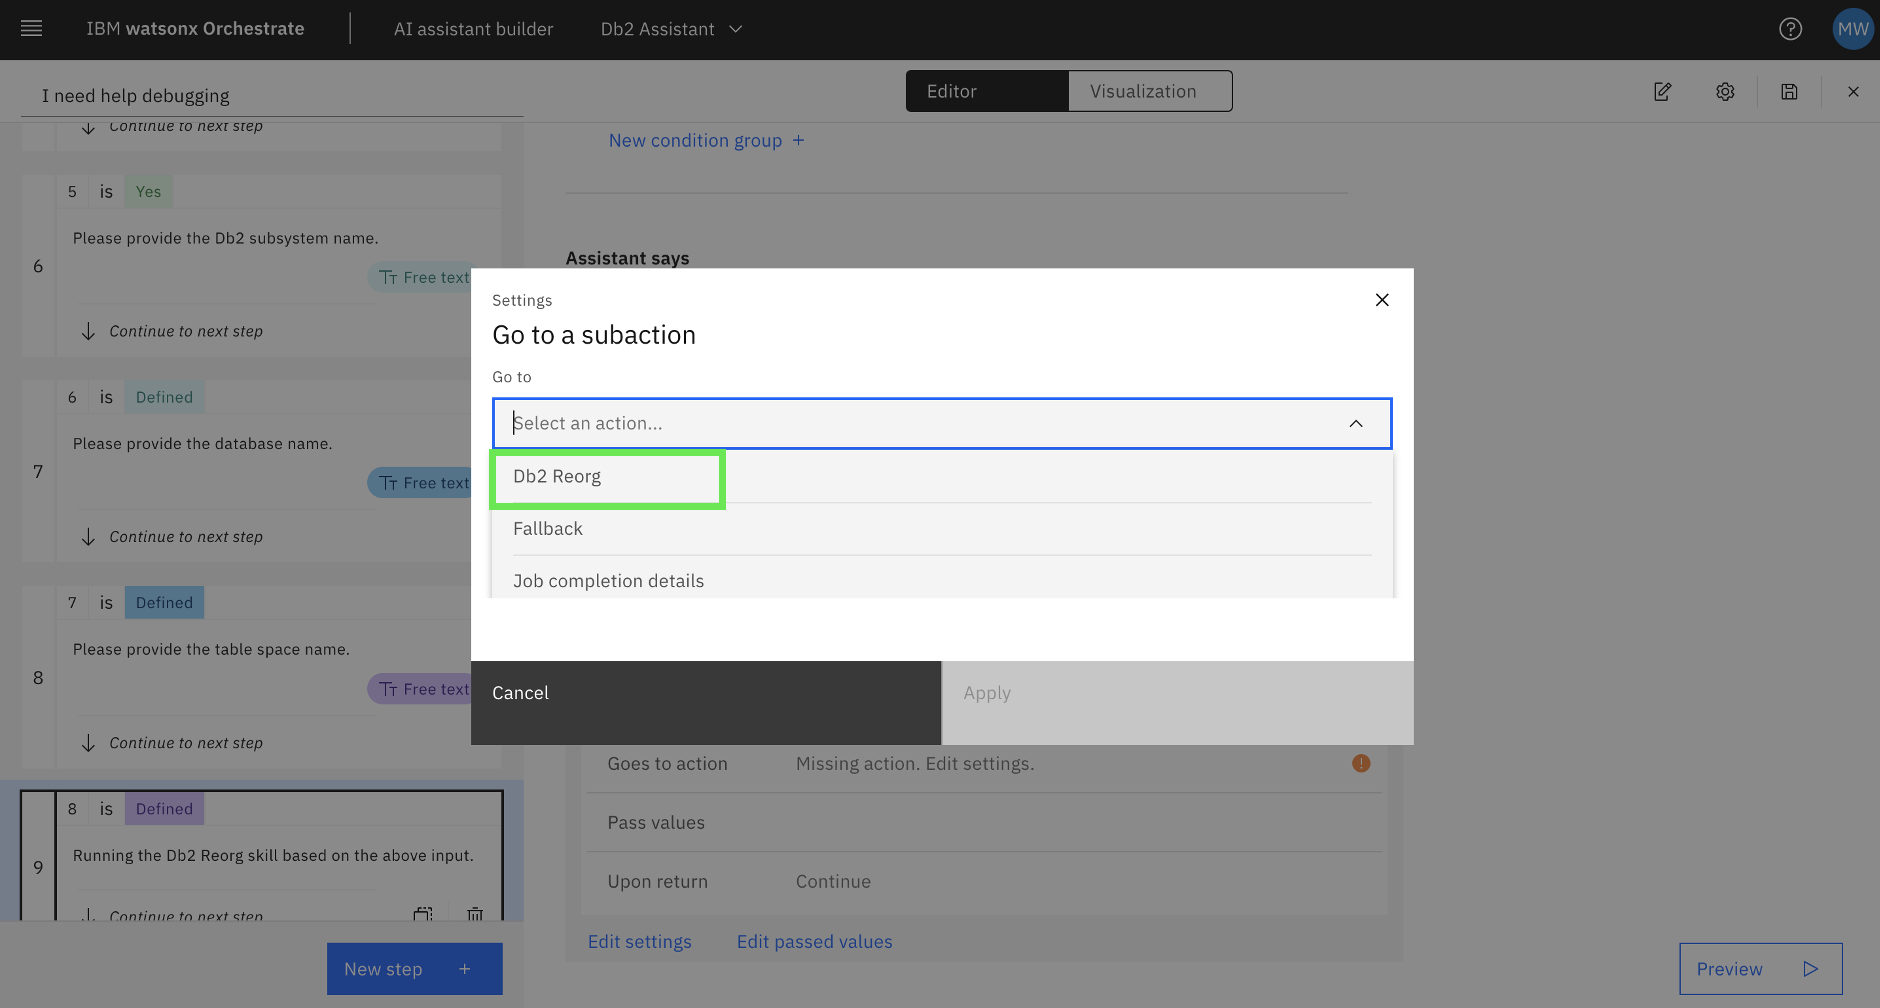 IBM watsonx Orchestrate
AI assistant builder
Db2 Assistant
MW
I need help debugging
Editor
Visualization
Continue to next step
New condition group +
5 is Yes
6
Please provide the Db2 subsystem name.
Free text
Continue to next step
6 is Defined
7
Please provide the database name.
Free text
Continue to next step
7 is Defined
8
Please provide the table space name.
Free text
Continue to next step
8 is Defined
9
Running the Db2 Reorg skill based on the above input.
Continue to next step
New step +
Assistant says
Settings
Go to a subaction
Go to
Select an action...
Db2 Reorg
Fallback
Job completion details
Cancel
Apply
Goes to action
Missing action. Edit settings.
Pass values
Upon return
Continue
Edit settings
Edit passed values
Preview